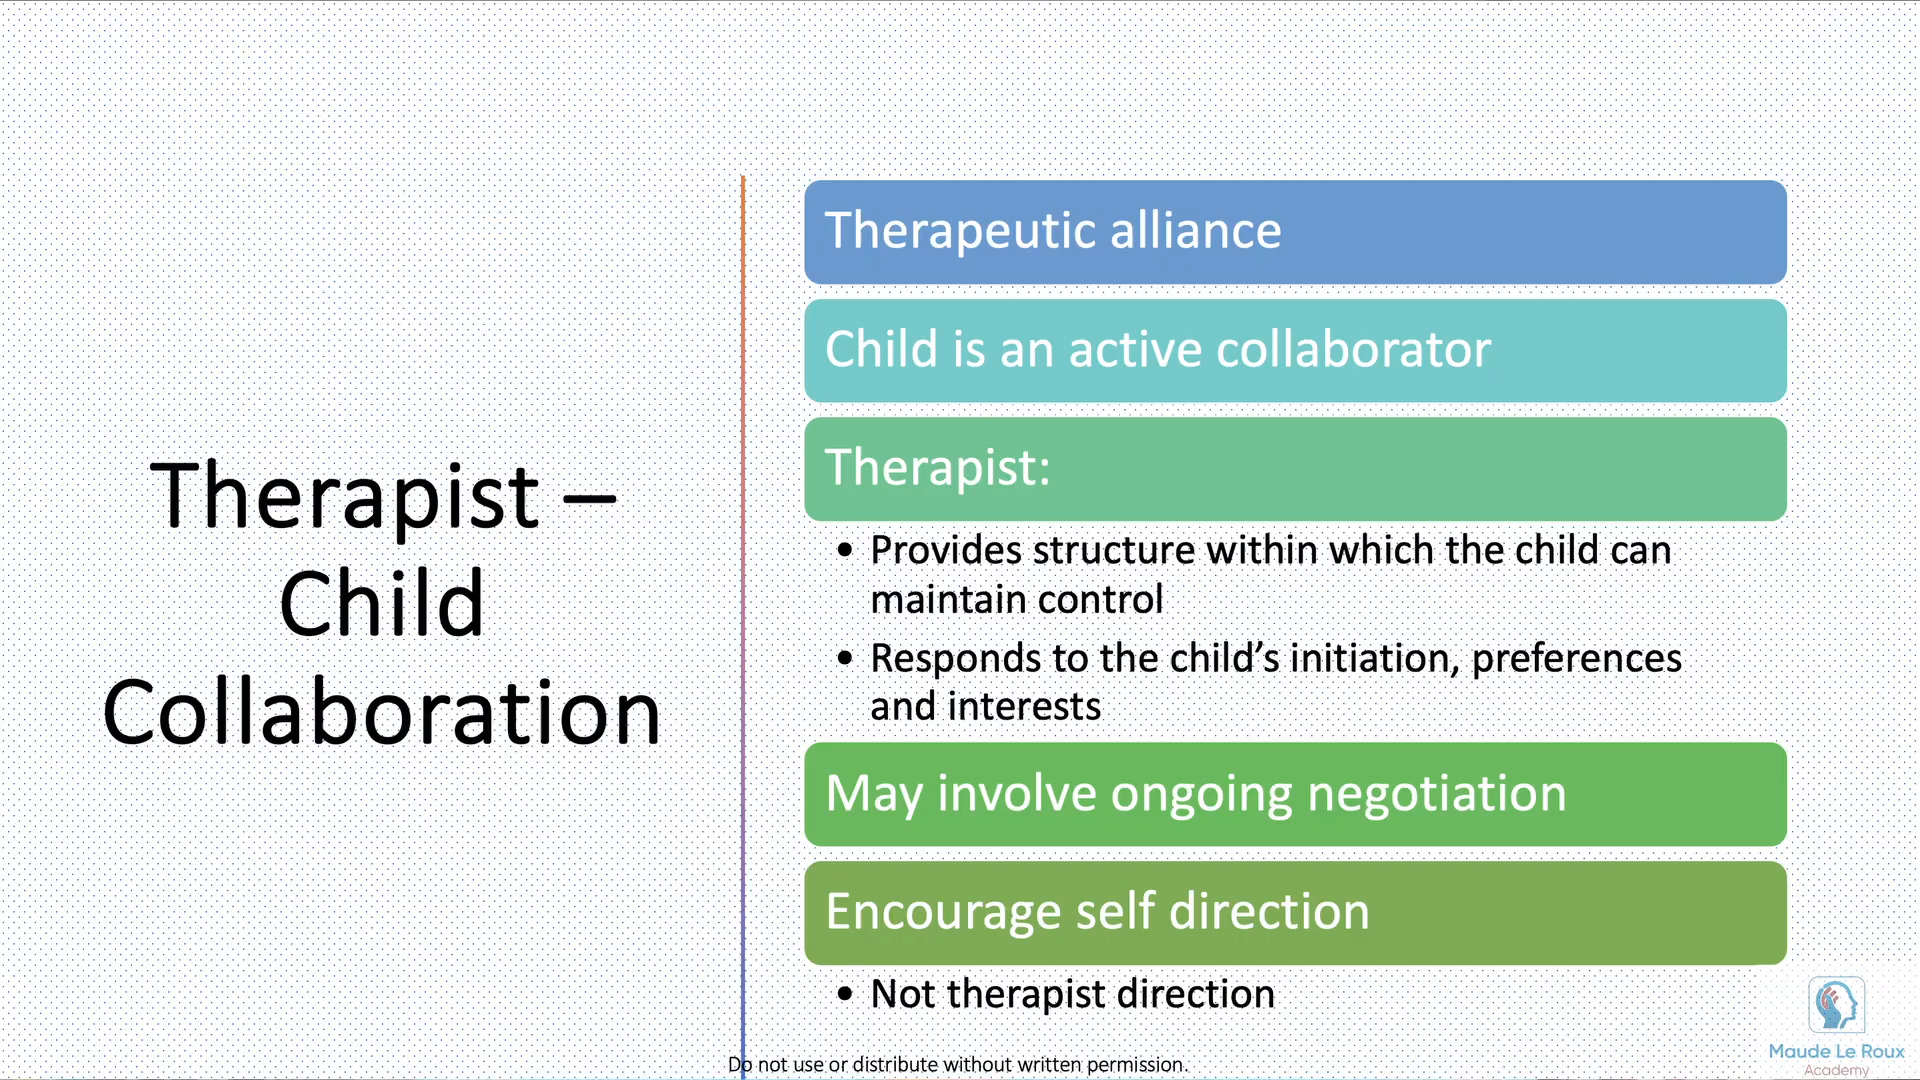 Therapist –
Child
Collaboration
Therapeutic alliance
Child is an active collaborator
Therapist:
• Provides structure within which the child can
maintain control
• Responds to the child’s initiation, preferences
and interests
May involve ongoing negotiation
Encourage self direction
• Not therapist direction
Do not use or distribute without written permission.
Maude Le Roux
Academy